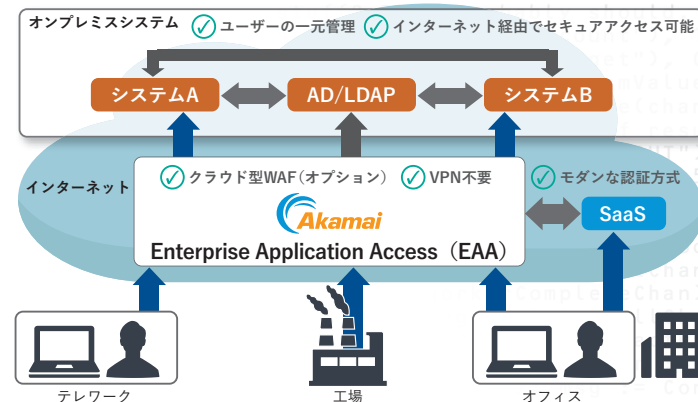 オンプレミスシステム ユーザーの一元管理 インターネット経由でセキュアアクセス可能
システムA AD/LDAP システムB
インターネット クラウド型WAF(オプション) VPN不要 モダンな認証方式
Akamai SaaS
Enterprise Application Access（EAA）
テレワーク 工場 オフィス